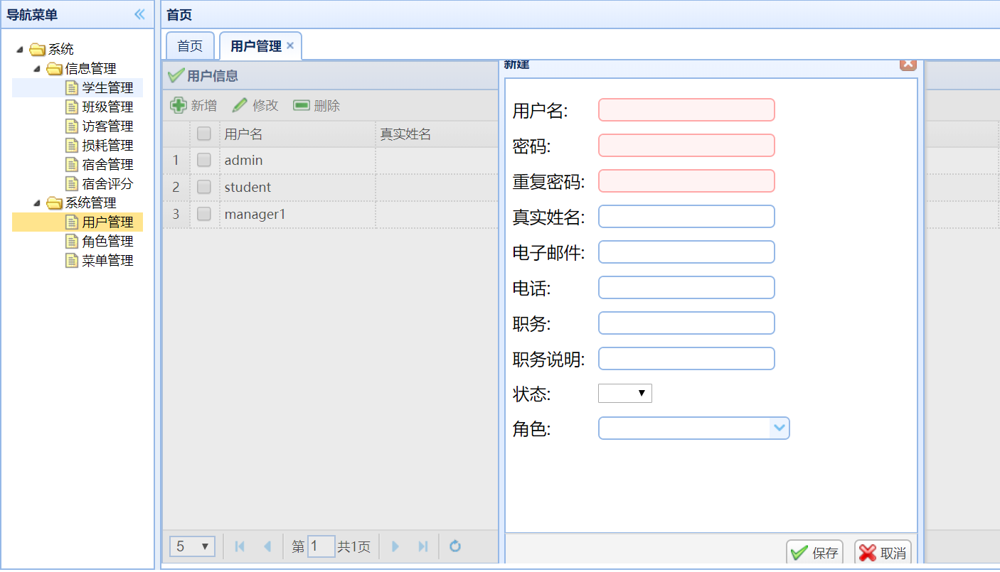 导航菜单
系统
信息管理
学生管理
班级管理
访客管理
损耗管理
宿舍管理
宿舍评分
系统管理
用户管理
角色管理
菜单管理
首页
首页 用户管理
用户信息
新增 修改 删除
用户名 真实姓名
1 admin
2 student
3 manager1
5 第 1 共1页
新建
用户名:
密码:
重复密码:
真实姓名:
电子邮件:
电话:
职务:
职务说明:
状态:
角色:
保存 取消